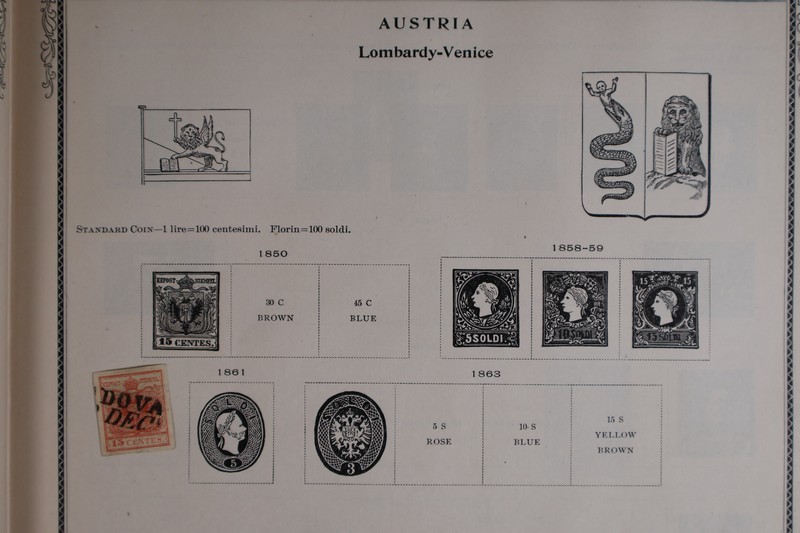 AUSTRIA
Lombardy-Venice
STANDARD COIN—1 lire=100 centesimi. Florin=100 soldi.
1850
KPOST STEMPEL
15 CENTES.
30 C
BROWN
45 C
BLUE
1858-59
5 SOLDI.
10 SOLDI
15 15
15 SOLDI
DOVA
DEC
15 CENTES.
1861
SOLDI
5
1863
SOLDI
3
5 S
ROSE
10 S
BLUE
15 S
YELLOW
BROWN